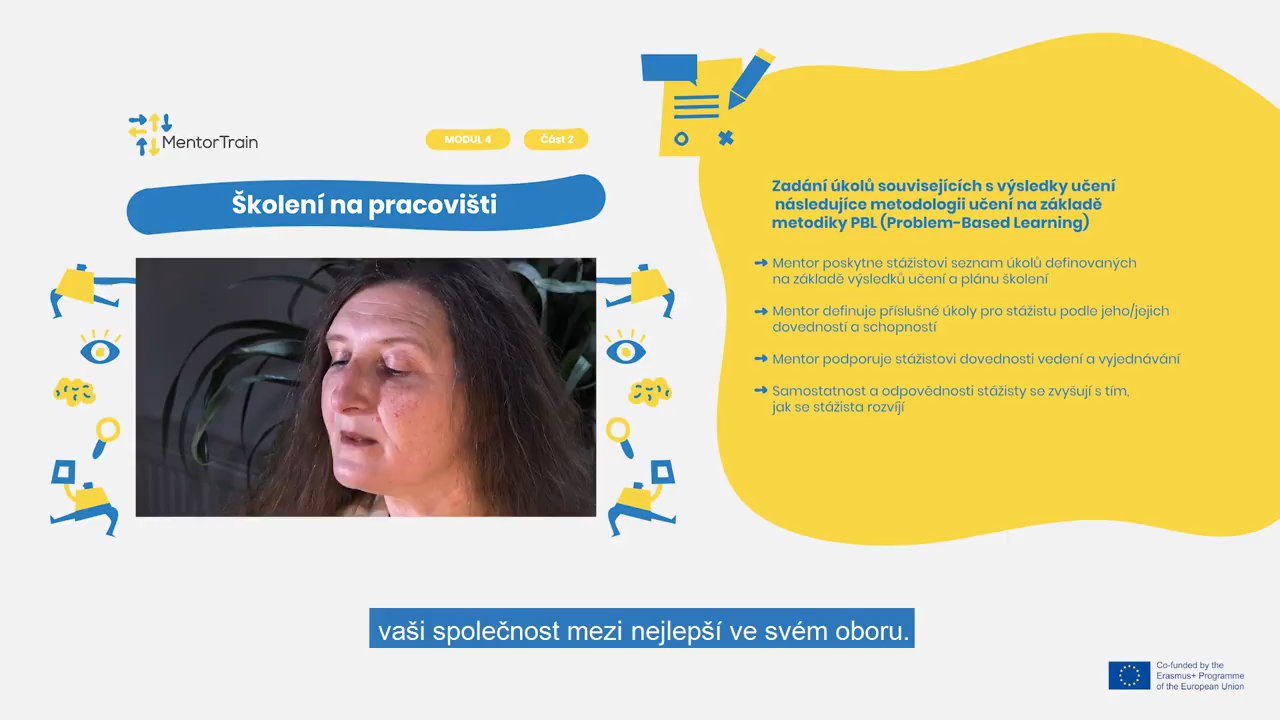 MentorTrain
MODUL 4
Část 2
Školení na pracovišti
Zadání úkolů souvisejících s výsledky učení
následujíce metodologii učení na základě
metodiky PBL (Problem-Based Learning)
Mentor poskytne stážistovi seznam úkolů definovaných
na základě výsledků učení a plánu školení
Mentor definuje příslušné úkoly pro stážistu podle jeho/jejich
dovedností a schopností
Mentor podporuje stážistovi dovednosti vedení a vyjednávání
Samostatnost a odpovědnosti stážisty se zvyšují s tím,
jak se stážista rozvíjí
vaši společnost mezi nejlepší ve svém oboru.
Co-funded by the
Erasmus+ Programme
of the European Union